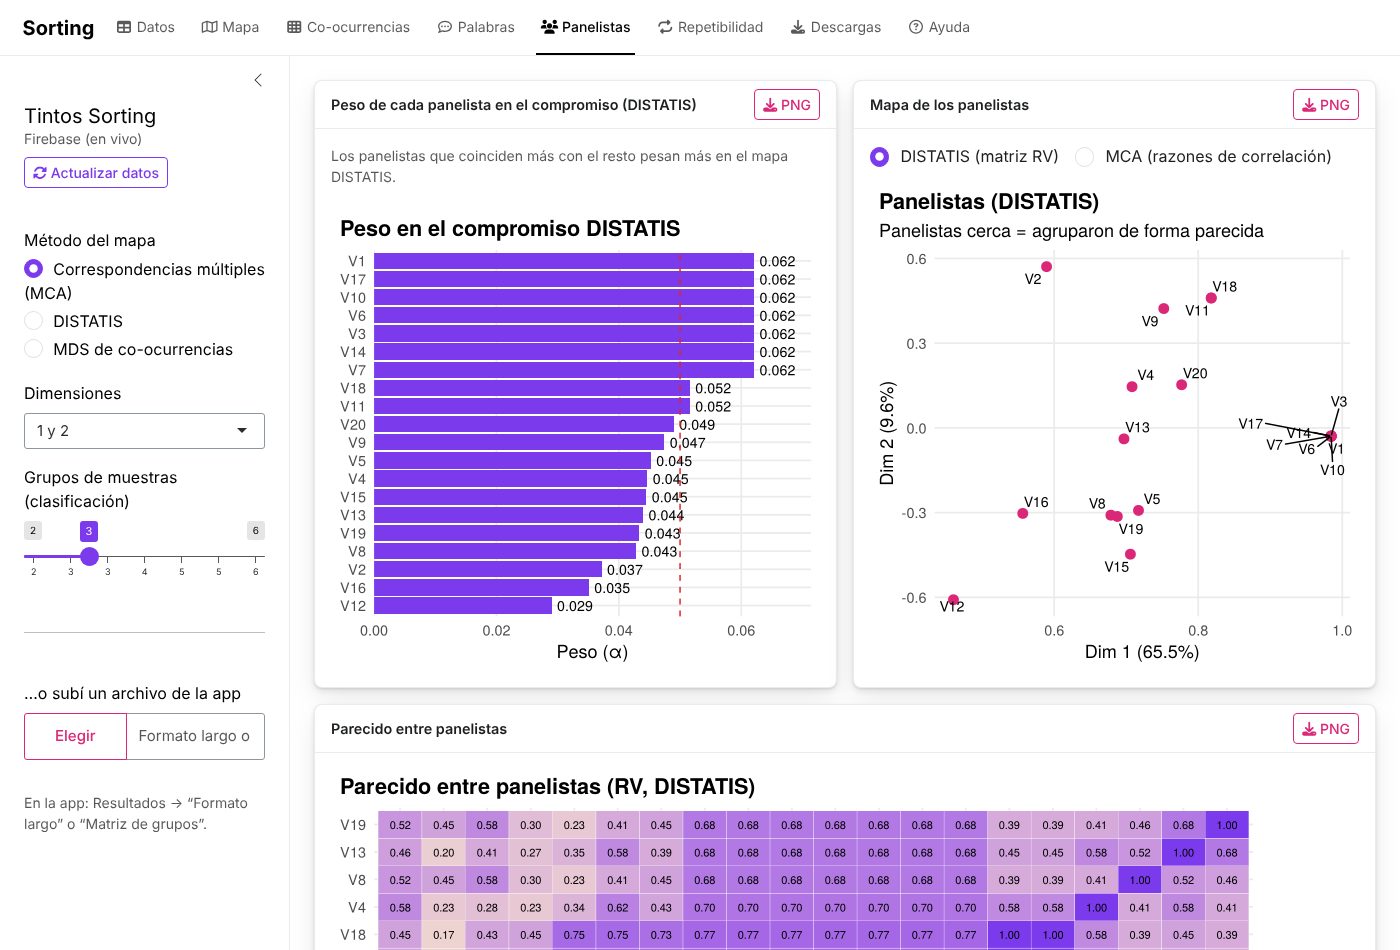 Sorting
Datos
Mapa
Co-ocurrencias
Palabras
Panelistas
Repetibilidad
Descargas
Ayuda
Tintos Sorting
Firebase (en vivo)
Actualizar datos
Método del mapa
Correspondencias múltiples
(MCA)
DISTATIS
MDS de co-ocurrencias
Dimensiones
1 y 2
Grupos de muestras
(clasificación)
2 3 6
2 3 3 4 5 5 6
...o subí un archivo de la app
Elegir
Formato largo o
En la app: Resultados → “Formato
largo” o “Matriz de grupos”.
Peso de cada panelista en el compromiso (DISTATIS)
PNG
Los panelistas que coinciden más con el resto pesan más en el mapa
DISTATIS.
Peso en el compromiso DISTATIS
V1 0.062
V17 0.062
V10 0.062
V6 0.062
V3 0.062
V14 0.062
V7 0.062
V18 0.052
V11 0.052
V20 0.049
V9 0.047
V5 0.045
V4 0.045
V15 0.045
V13 0.044
V19 0.043
V8 0.043
V2 0.037
V16 0.035
V12 0.029
0.00 0.02 0.04 0.06
Peso (α)
Mapa de los panelistas
PNG
DISTATIS (matriz RV)
MCA (razones de correlación)
Panelistas (DISTATIS)
Panelistas cerca = agruparon de forma parecida
0.6
0.3
0.0
-0.3
-0.6
Dim 2 (9.6%)
V2
V18
V11
V9
V4
V20
V3
V17
V14
V13
V7
V6
V1
V10
V16
V8
V5
V19
V15
V12
0.6 0.8 1.0
Dim 1 (65.5%)
Parecido entre panelistas
PNG
Parecido entre panelistas (RV, DISTATIS)
V19 0.52 0.45 0.58 0.30 0.23 0.41 0.45 0.68 0.68 0.68 0.68 0.68 0.68 0.68 0.39 0.39 0.41 0.46 0.68 1.00
V13 0.46 0.20 0.41 0.27 0.35 0.58 0.39 0.68 0.68 0.68 0.68 0.68 0.68 0.68 0.45 0.45 0.58 0.52 1.00 0.68
V8 0.52 0.45 0.58 0.30 0.23 0.41 0.45 0.68 0.68 0.68 0.68 0.68 0.68 0.68 0.39 0.39 0.41 1.00 0.52 0.46
V4 0.58 0.23 0.28 0.23 0.34 0.62 0.43 0.70 0.70 0.70 0.70 0.70 0.70 0.70 0.58 0.58 1.00 0.41 0.58 0.41
V18 0.45 0.17 0.43 0.45 0.75 0.75 0.73 0.77 0.77 0.77 0.77 0.77 0.77 0.77 1.00 1.00 0.58 0.39 0.45 0.39